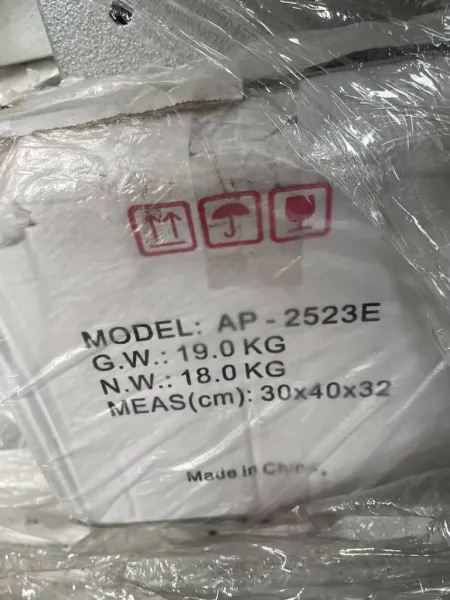 MODEL: AP - 2523E
G.W.: 19.0 KG
N.W.: 18.0 KG
MEAS(cm): 30x40x32
Made in China.